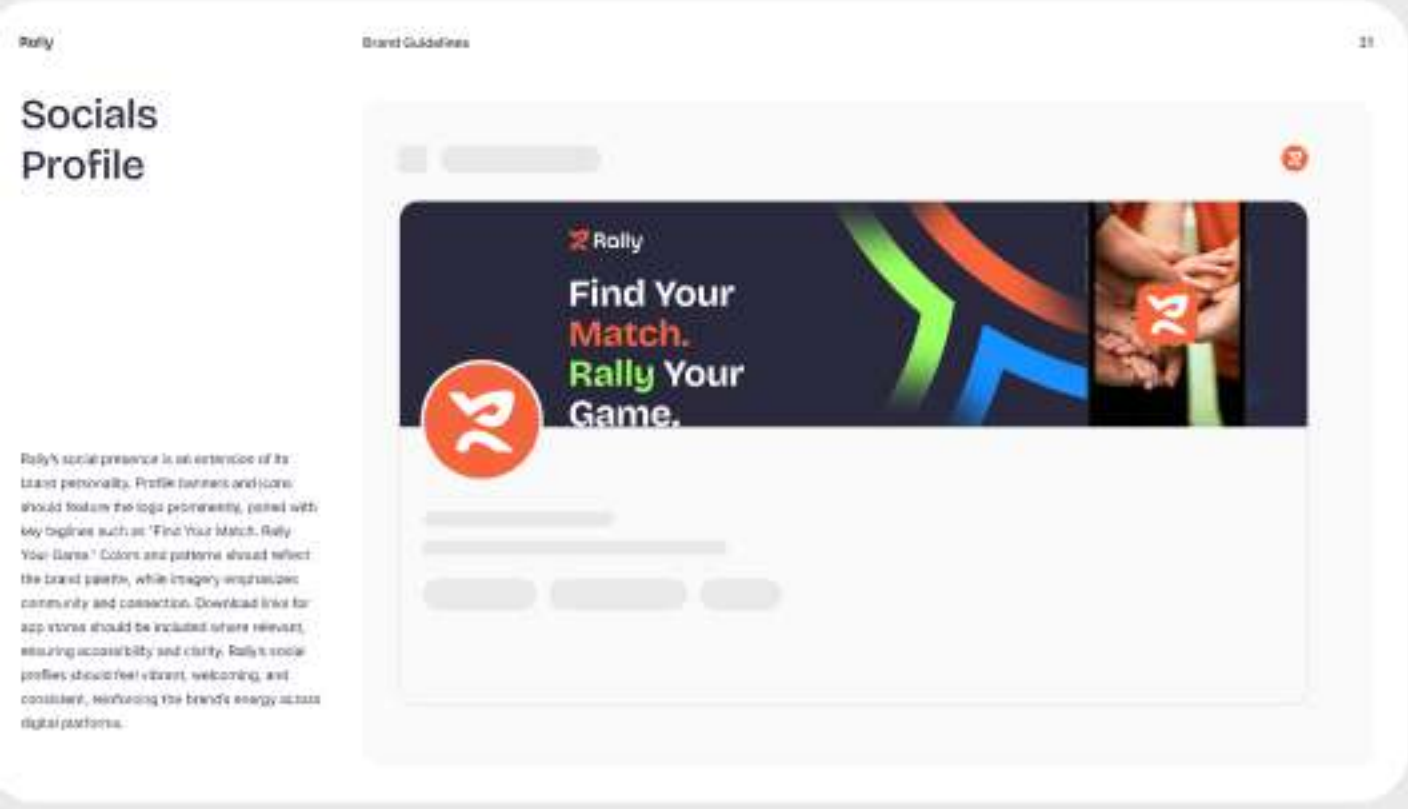 Rally
Brand Guidelines
31
Socials
Profile
Rally
Find Your
Match.
Rally Your
Game.
Rally's social presence is an extension of its
brand personality. Profile banners and icons
should feature the logo prominently, paired with
key taglines such as "Find Your Match. Rally
Your Game." Colors and patterns should reflect
the brand palette, while imagery emphasizes
community and connection. Download links for
app stores should be included where relevant,
ensuring accessibility and clarity. Rally's social
profiles should feel vibrant, welcoming, and
consistent, reinforcing the brand's energy across
digital platforms.